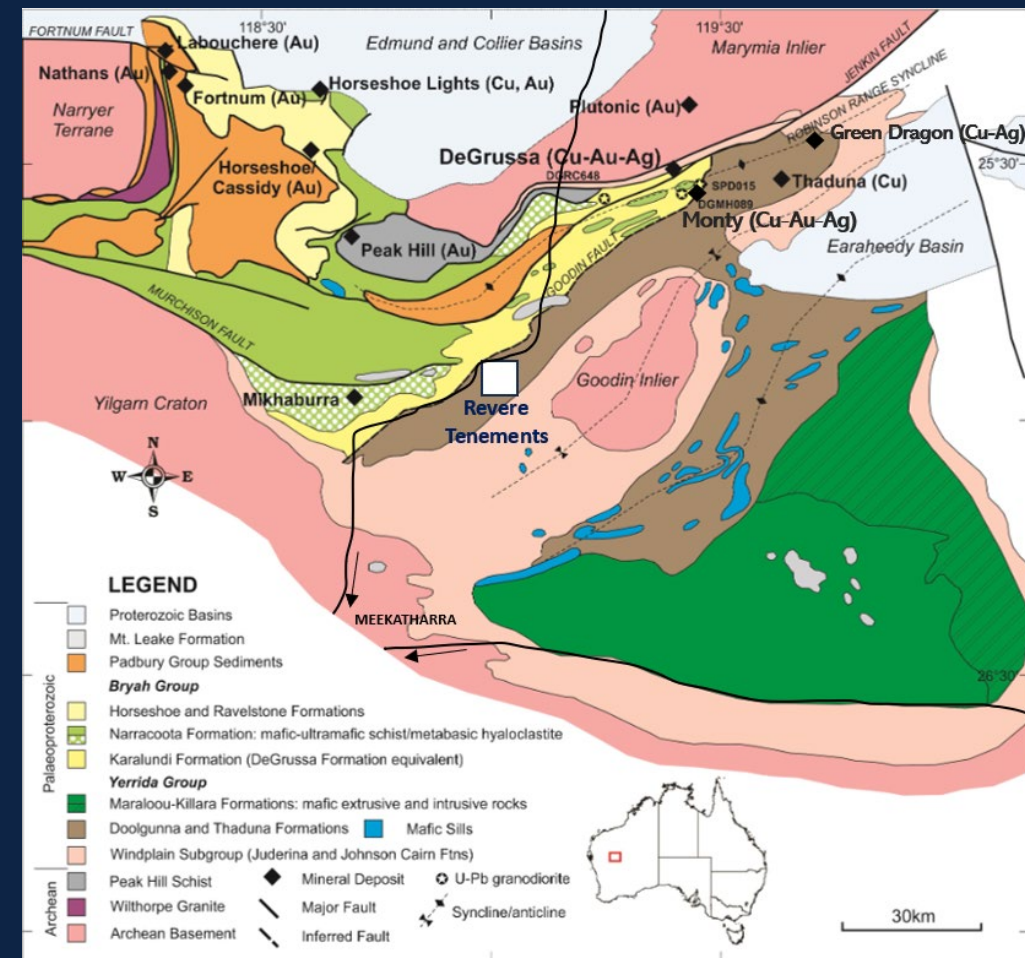 118°30'
119°30'
FORTNUM FAULT
Labouchere (Au)
Edmund and Collier Basins
Marymia Inlier
JENKIN FAULT
Nathans (Au)
Horseshoe Lights (Cu, Au)
Fortnum (Au)
Narryer
Terrane
Plutonic (Au)
ROBINSON RANGE SYNCLINE
Green Dragon (Cu-Ag)
DeGrussa (Cu-Au-Ag)
25°30'
Horseshoe/
Cassidy (Au)
DGRC648
SPD015
Thaduna (Cu)
DGMH089
Monty (Cu-Au-Ag)
Peak Hill (Au)
Earaheedy Basin
GOODIN FAULT
MURCHISON FAULT
Goodin Inlier
Mikhaburra
Yilgarn Craton
Revere
Tenements
N
W E
S
LEGEND
MEEKATHARRA
Proterozoic Basins
Mt. Leake Formation
Padbury Group Sediments
26°30'
Bryah Group
Horseshoe and Ravelstone Formations
Narracoota Formation: mafic-ultramafic schist/metabasic hyaloclastite
Karalundi Formation (DeGrussa Formation equivalent)
Palaeoproterozoic
Yerrida Group
Maraloou-Killara Formations: mafic extrusive and intrusive rocks
Doolgunna and Thaduna Formations Mafic Sills
Windplain Subgroup (Juderina and Johnson Cairn Ftns)
Archean
Peak Hill Schist Mineral Deposit U-Pb granodiorite
Wilthorpe Granite Major Fault Syncline/anticline
Archean Basement Inferred Fault
30km